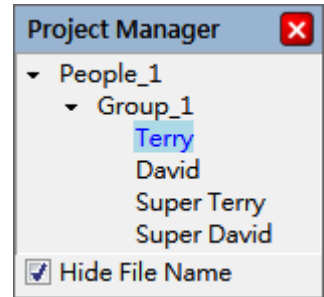 Project Manager
People_1
Group_1
Terry
David
Super Terry
Super David
Hide File Name